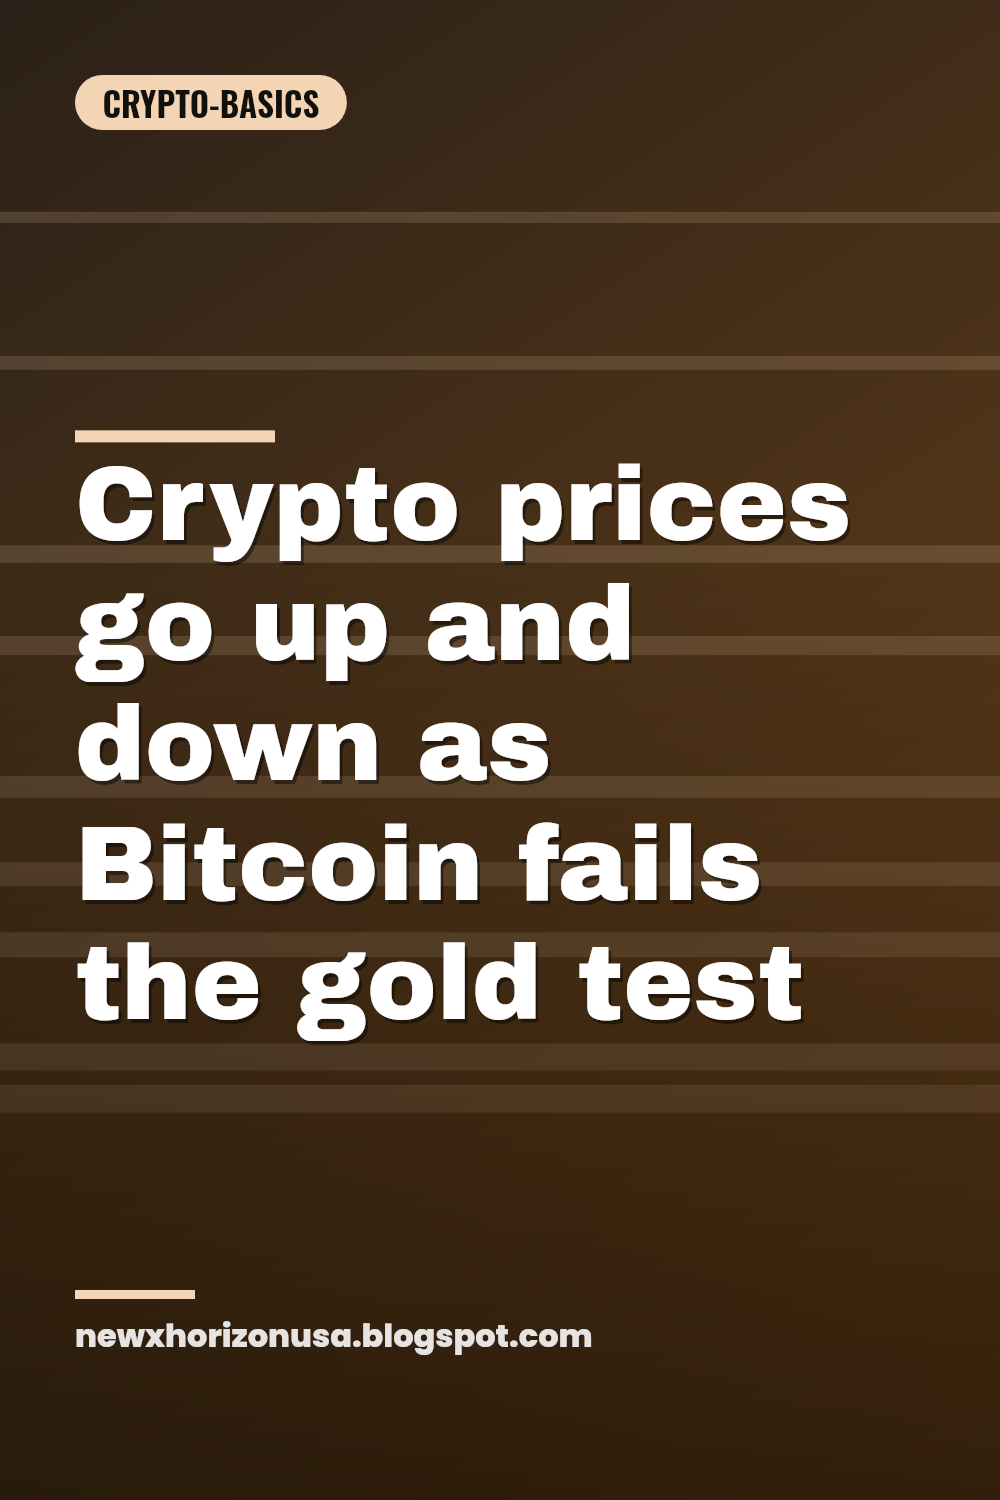 CRYPTO-BASICS
Crypto prices
go up and
down as
Bitcoin fails
the gold test
newxhorizonusa.blogspot.com